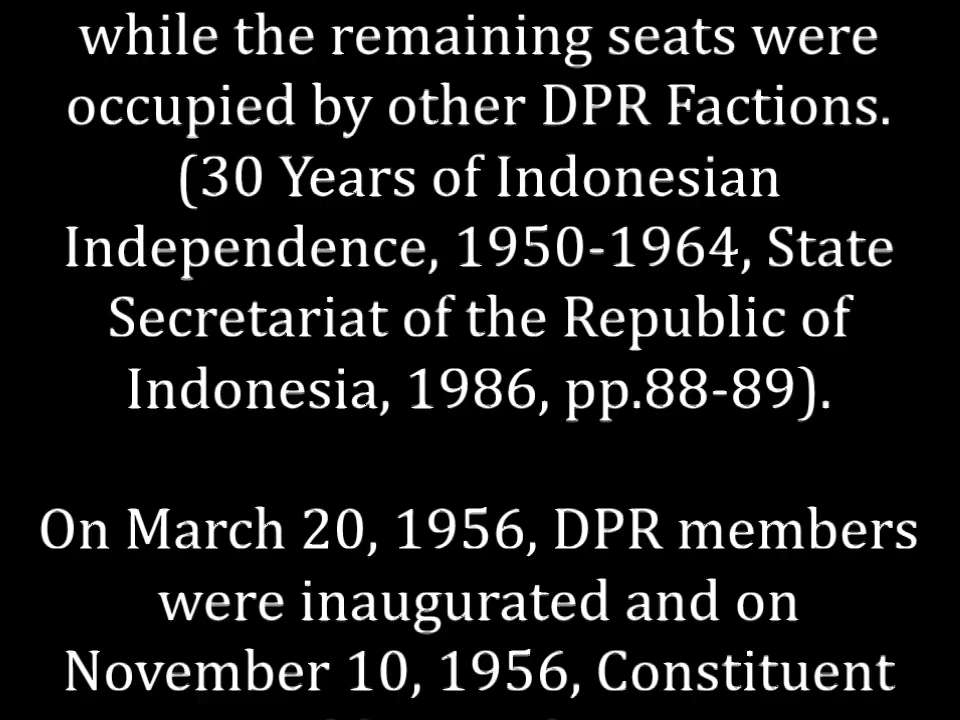 while the remaining seats were
occupied by other DPR Factions.
(30 Years of Indonesian
Independence, 1950-1964, State
Secretariat of the Republic of
Indonesia, 1986, pp.88-89).
On March 20, 1956, DPR members
were inaugurated and on
November 10, 1956, Constituent